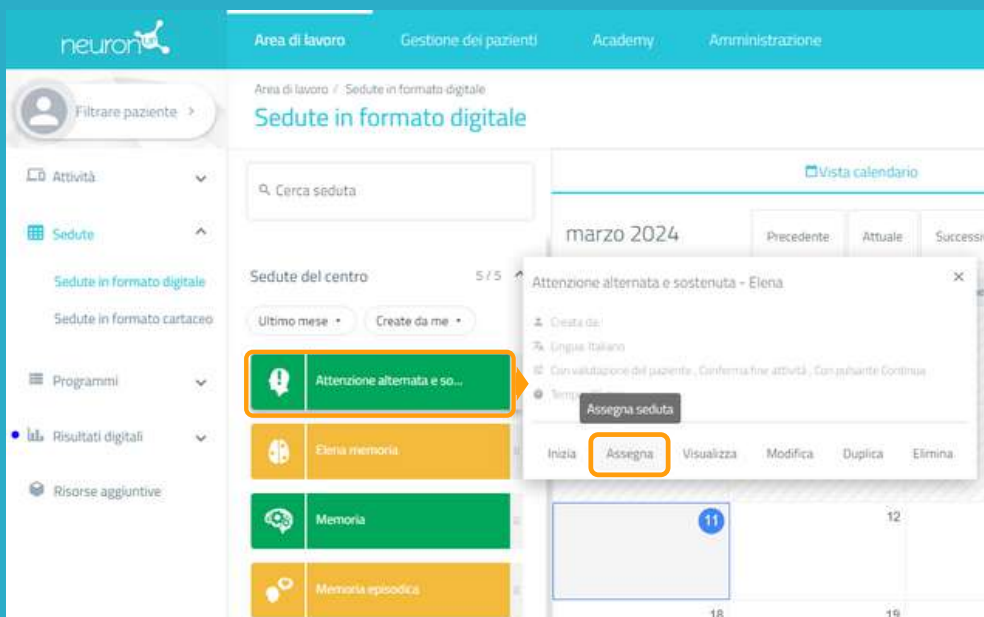 neuronUP
Area di lavoro
Gestione dei pazienti
Academy
Amministrazione
Filtrare paziente >
Area di lavoro / Sedute in formato digitale
Sedute in formato digitale
Attività
Sedute
Sedute in formato digitale
Sedute in formato cartaceo
Programmi
Risultati digitali
Risorse aggiuntive
Cerca seduta
Sedute del centro 5 / 5
Ultimo mese
Create da me
Attenzione alternata e so...
Elena memoria
Memoria
Memoria episodica
Vista calendario
marzo 2024
Precedente
Attuale
Attenzione alternata e sostenuta - Elena ×
Creata da:
Lingua: Italiano
Con valutazione del paziente , Conferma fine attività , Con pulsante Continua
Assegna seduta
Inizia Assegna Visualizza Modifica Duplica Elimina
11
12
18
19